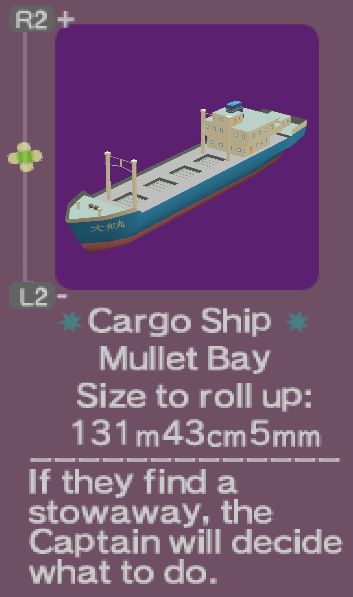 R2 +
大和丸
L2 -
Cargo Ship
Mullet Bay
Size to roll up:
131m43cm5mm
If they find a
stowaway, the
Captain will decide
what to do.